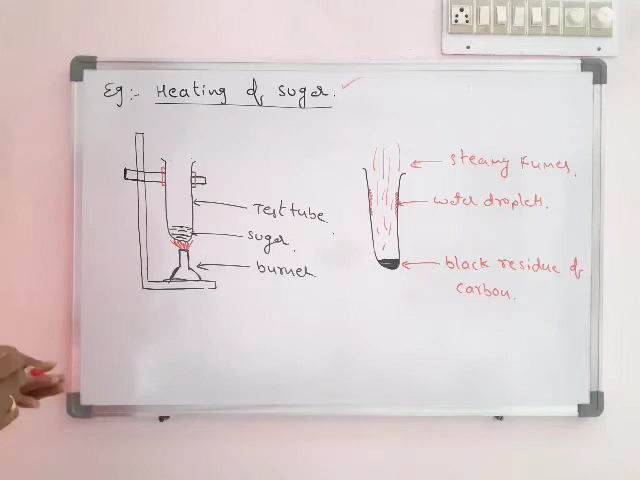 Eg:- Heating of sugar.
Test tube
sugar
burner
steamy fumes.
water droplets.
black residue of
carbon.